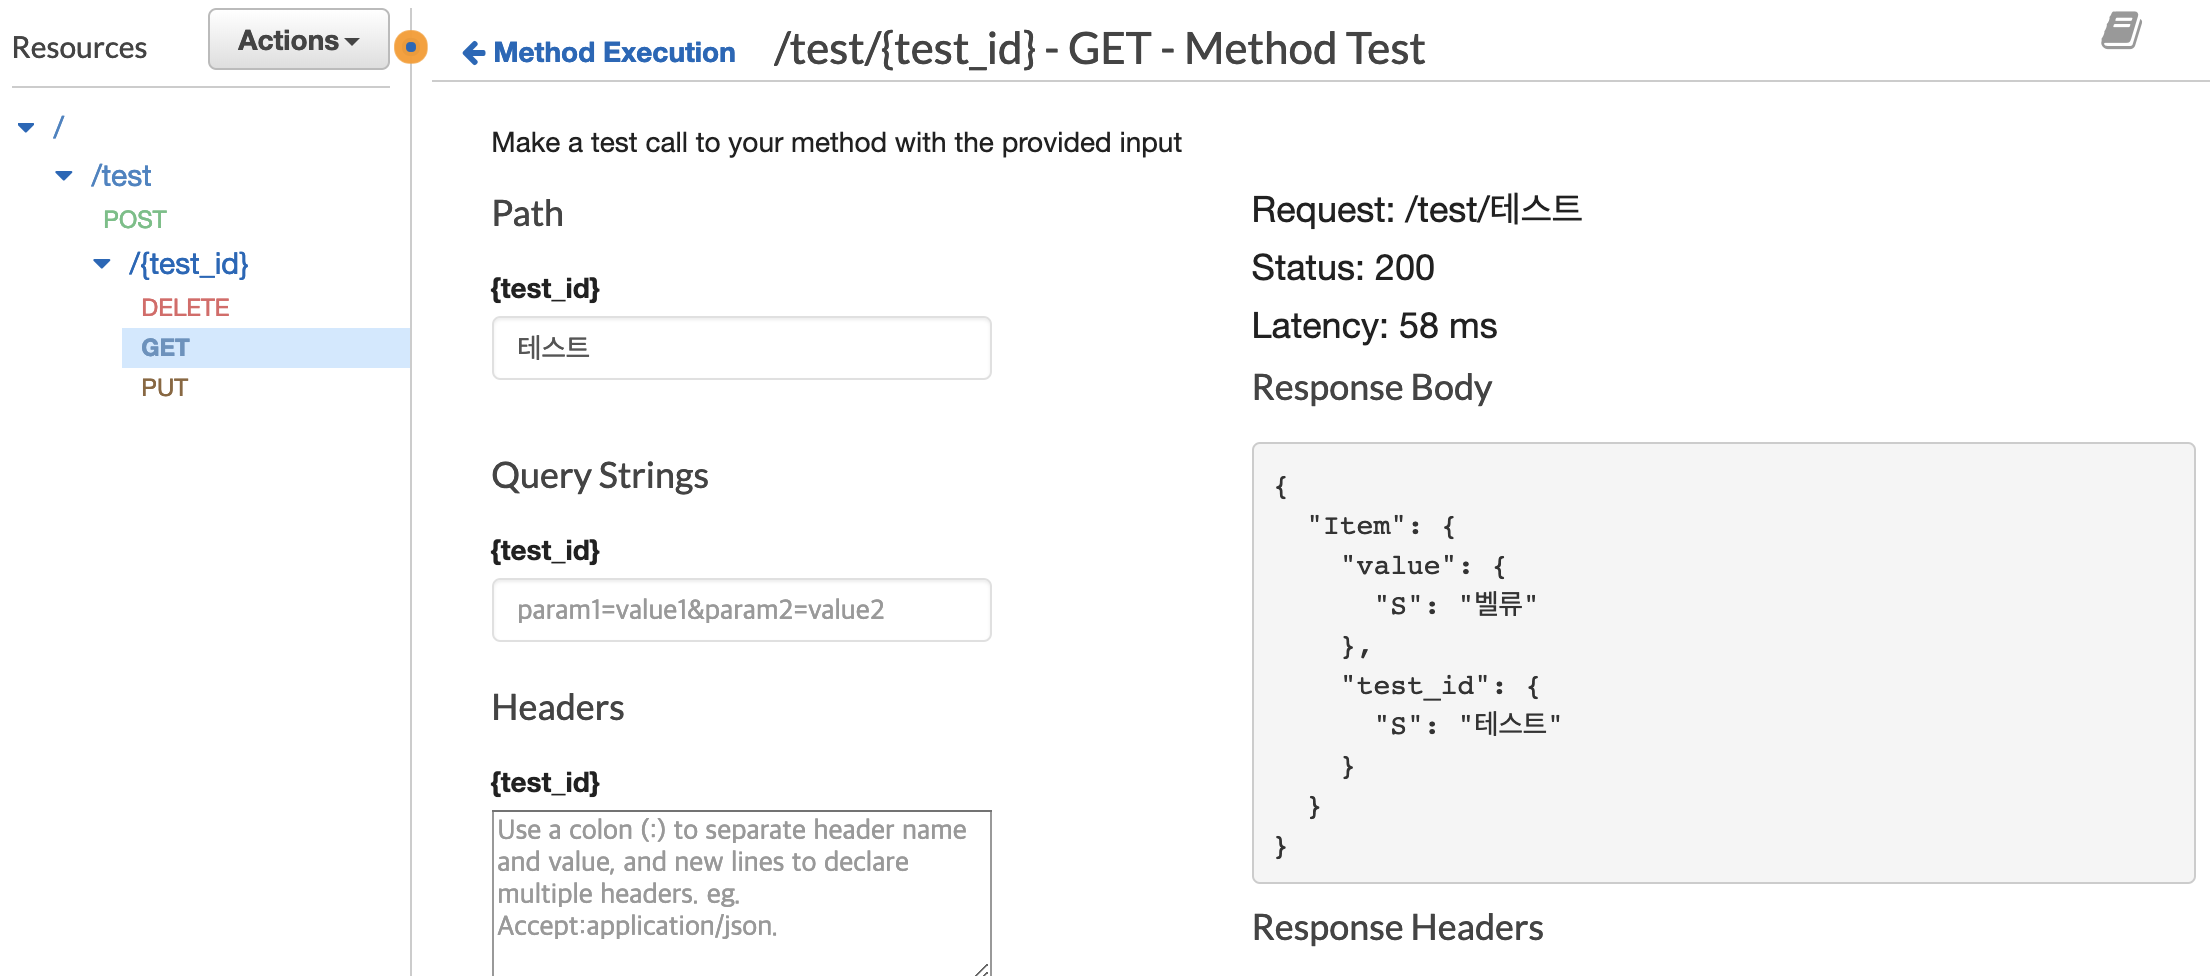 Resources
Actions
/
/test
POST
/{test_id}
DELETE
GET
PUT
Method Execution
/test/{test_id} - GET - Method Test
Make a test call to your method with the provided input
Path
{test_id}
테스트
Query Strings
{test_id}
param1=value1&param2=value2
Headers
{test_id}
Use a colon (:) to separate header name
and value, and new lines to declare
multiple headers. eg.
Accept:application/json.
Request: /test/테스트
Status: 200
Latency: 58 ms
Response Body
{
"Item": {
"value": {
"S": "벨류"
},
"test_id": {
"S": "테스트"
}
}
}
Response Headers